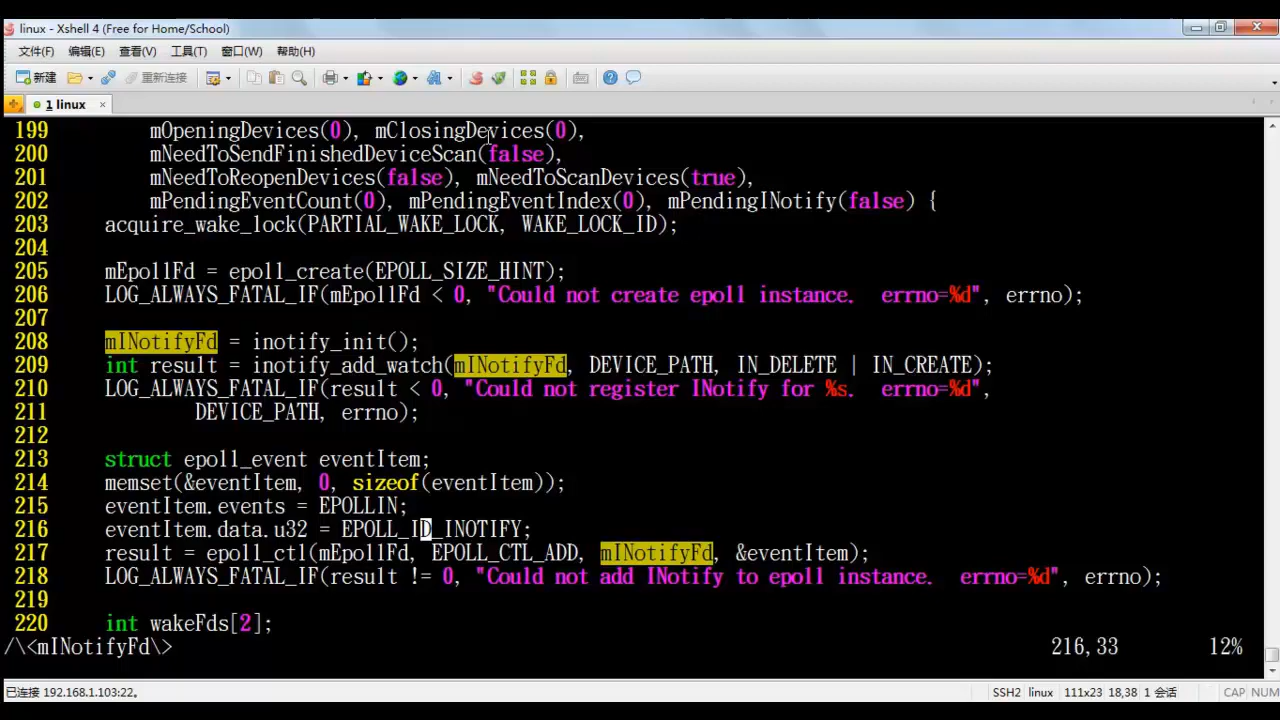 linux - Xshell 4 (Free for Home/School)
文件(F) 编辑(E) 查看(V) 工具(T) 窗口(W) 帮助(H)
新建 重新连接
1 linux
199 mOpeningDevices(0), mClosingDevices(0),
200 mNeedToSendFinishedDeviceScan(false),
201 mNeedToReopenDevices(false), mNeedToScanDevices(true),
202 mPendingEventCount(0), mPendingEventIndex(0), mPendingINotify(false) {
203 acquire_wake_lock(PARTIAL_WAKE_LOCK, WAKE_LOCK_ID);
204
205 mEpollFd = epoll_create(EPOLL_SIZE_HINT);
206 LOG_ALWAYS_FATAL_IF(mEpollFd < 0, "Could not create epoll instance.  errno=%d", errno);
207
208 mINotifyFd = inotify_init();
209 int result = inotify_add_watch(mINotifyFd, DEVICE_PATH, IN_DELETE | IN_CREATE);
210 LOG_ALWAYS_FATAL_IF(result < 0, "Could not register INotify for %s.  errno=%d",
211 DEVICE_PATH, errno);
212
213 struct epoll_event eventItem;
214 memset(&eventItem, 0, sizeof(eventItem));
215 eventItem.events = EPOLLIN;
216 eventItem.data.u32 = EPOLL_ID_INOTIFY;
217 result = epoll_ctl(mEpollFd, EPOLL_CTL_ADD, mINotifyFd, &eventItem);
218 LOG_ALWAYS_FATAL_IF(result != 0, "Could not add INotify to epoll instance.  errno=%d", errno);
219
220 int wakeFds[2];
/\<mINotifyFd\> 216,33 12%
已连接 192.168.1.103:22。 SSH2 linux 111x23 18,38 1 会话 CAP NUM